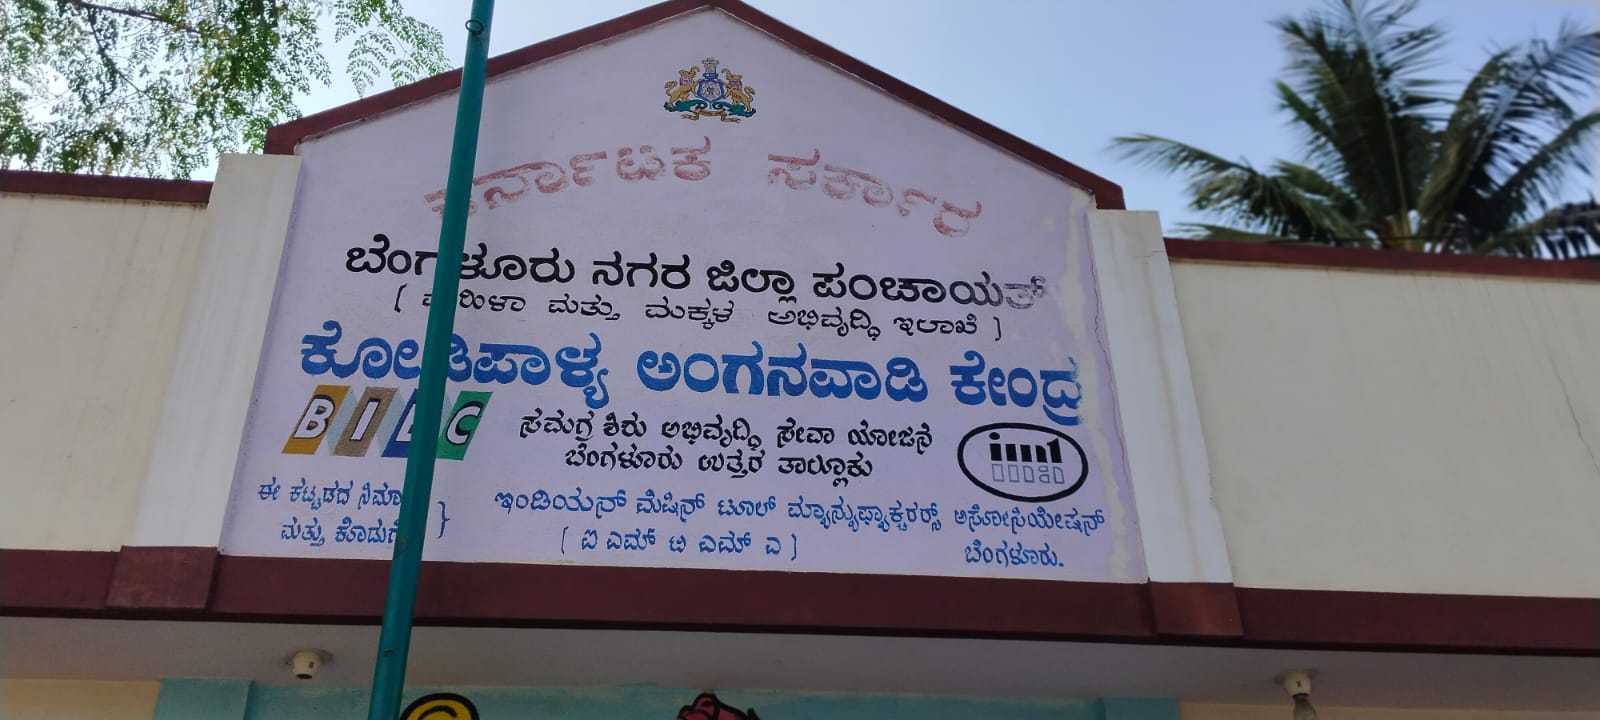 ಕರ್ನಾಟಕ ಸರ್ಕಾರ
ಬೆಂಗಳೂರು ನಗರ ಜಿಲ್ಲಾ ಪಂಚಾಯತ್
( ಮಹಿಳಾ ಮತ್ತು ಮಕ್ಕಳ ಅಭಿವೃದ್ಧಿ ಇಲಾಖೆ )
ಅಂಗನವಾಡಿ ಕೇಂದ್ರ
ಸಮಗ್ರ ಶಿಶು ಅಭಿವೃದ್ಧಿ ಸೇವಾ ಯೋಜನೆ
ಬೆಂಗಳೂರು ಉತ್ತರ ತಾಲ್ಲೂಕು
ಈ ಕಟ್ಟಡದ
ಮತ್ತು
ಇಂಡಿಯನ್ ಮೆಷಿನ್ ಟೂಲ್ ಮ್ಯಾನ್ಯುಫ್ಯಾಕ್ಚರರ್ಸ್ ಅಸೋಸಿಯೇಷನ್
( ಐ ಎಮ್ ಟಿ ಎಮ್ ಎ )
ಬೆಂಗಳೂರು.